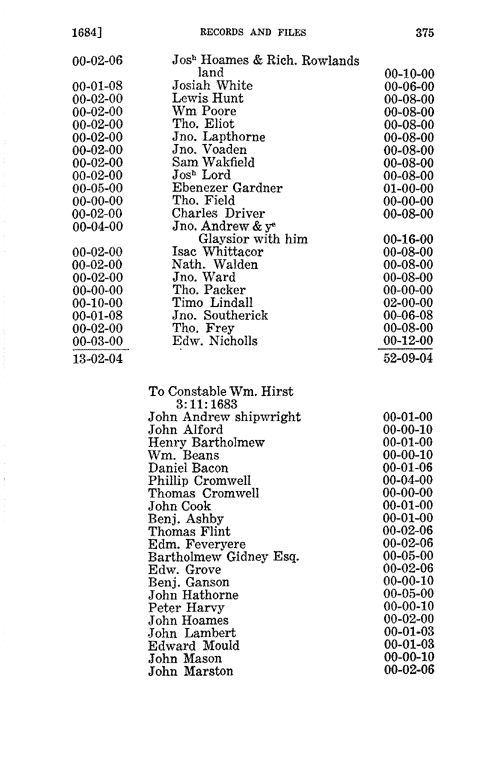 1684] RECORDS AND FILES 375
00-02-06 Josʰ Hoames & Rich. Rowlands
land 00-10-00
00-01-08 Josiah White 00-06-00
00-02-00 Lewis Hunt 00-08-00
00-02-00 Wm Poore 00-08-00
00-02-00 Tho. Eliot 00-08-00
00-02-00 Jno. Lapthorne 00-08-00
00-02-00 Jno. Voaden 00-08-00
00-02-00 Sam Wakfield 00-08-00
00-02-00 Josʰ Lord 00-08-00
00-05-00 Ebenezer Gardner 01-00-00
00-00-00 Tho. Field 00-00-00
00-02-00 Charles Driver 00-08-00
00-04-00 Jno. Andrew & yᵉ
Glaysior with him 00-16-00
00-02-00 Isac Whittacor 00-08-00
00-02-00 Nath. Walden 00-08-00
00-02-00 Jno. Ward 00-08-00
00-00-00 Tho. Packer 00-00-00
00-10-00 Timo Lindall 02-00-00
00-01-08 Jno. Southerick 00-06-08
00-02-00 Tho. Frey 00-08-00
00-03-00 Edw. Nicholls 00-12-00
13-02-04 52-09-04
To Constable Wm. Hirst
3:11:1683
John Andrew shipwright 00-01-00
John Alford 00-00-10
Henry Bartholmew 00-01-00
Wm. Beans 00-00-10
Daniel Bacon 00-01-06
Phillip Cromwell 00-04-00
Thomas Cromwell 00-00-00
John Cook 00-01-00
Benj. Ashby 00-01-00
Thomas Flint 00-02-06
Edm. Feveryere 00-02-06
Bartholmew Gidney Esq. 00-05-00
Edw. Grove 00-02-06
Benj. Ganson 00-00-10
John Hathorne 00-05-00
Peter Harvy 00-00-10
John Hoames 00-02-00
John Lambert 00-01-03
Edward Mould 00-01-03
John Mason 00-00-10
John Marston 00-02-06